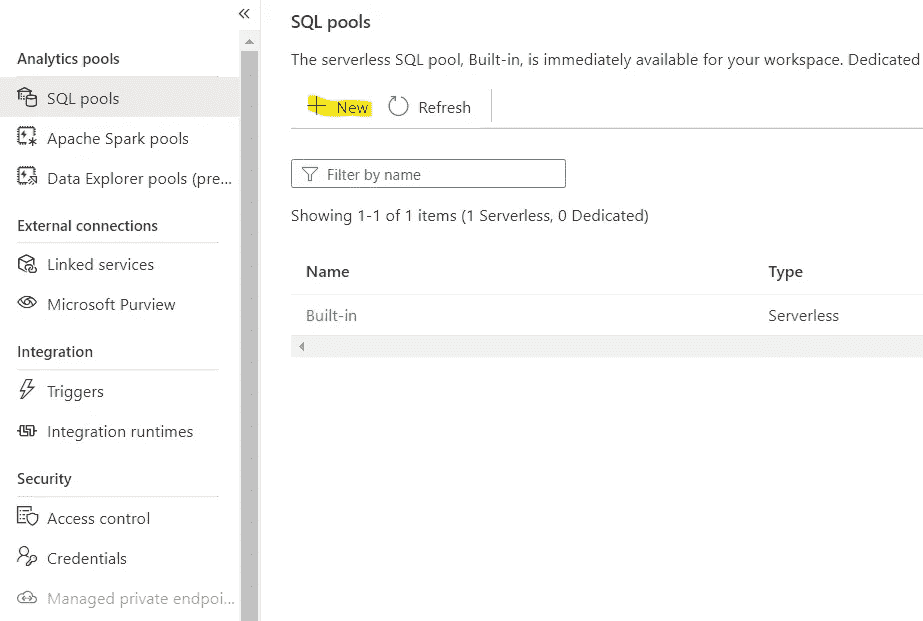 Analytics pools
SQL pools
Apache Spark pools
Data Explorer pools (pre...
External connections
Linked services
Microsoft Purview
Integration
Triggers
Integration runtimes
Security
Access control
Credentials
Managed private endpoi...
SQL pools
The serverless SQL pool, Built-in, is immediately available for your workspace. Dedicated
New Refresh
Filter by name
Showing 1-1 of 1 items (1 Serverless, 0 Dedicated)
Name Type
Built-in Serverless